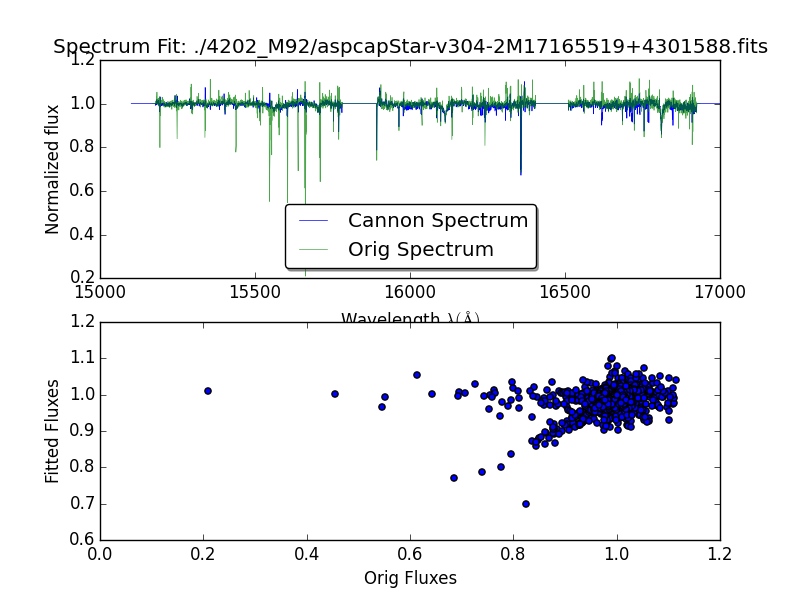 Spectrum Fit: ./4202_M92/aspcapStar-v304-2M17165519+4301588.fits
1.2
1.0
0.8
0.6
0.4
0.2
Normalized flux
Cannon Spectrum
Orig Spectrum
15000 15500 16000 16500 17000
Wavelength λ(Å)
1.2
1.1
1.0
0.9
0.8
0.7
0.6
Fitted Fluxes
0.0 0.2 0.4 0.6 0.8 1.0 1.2
Orig Fluxes